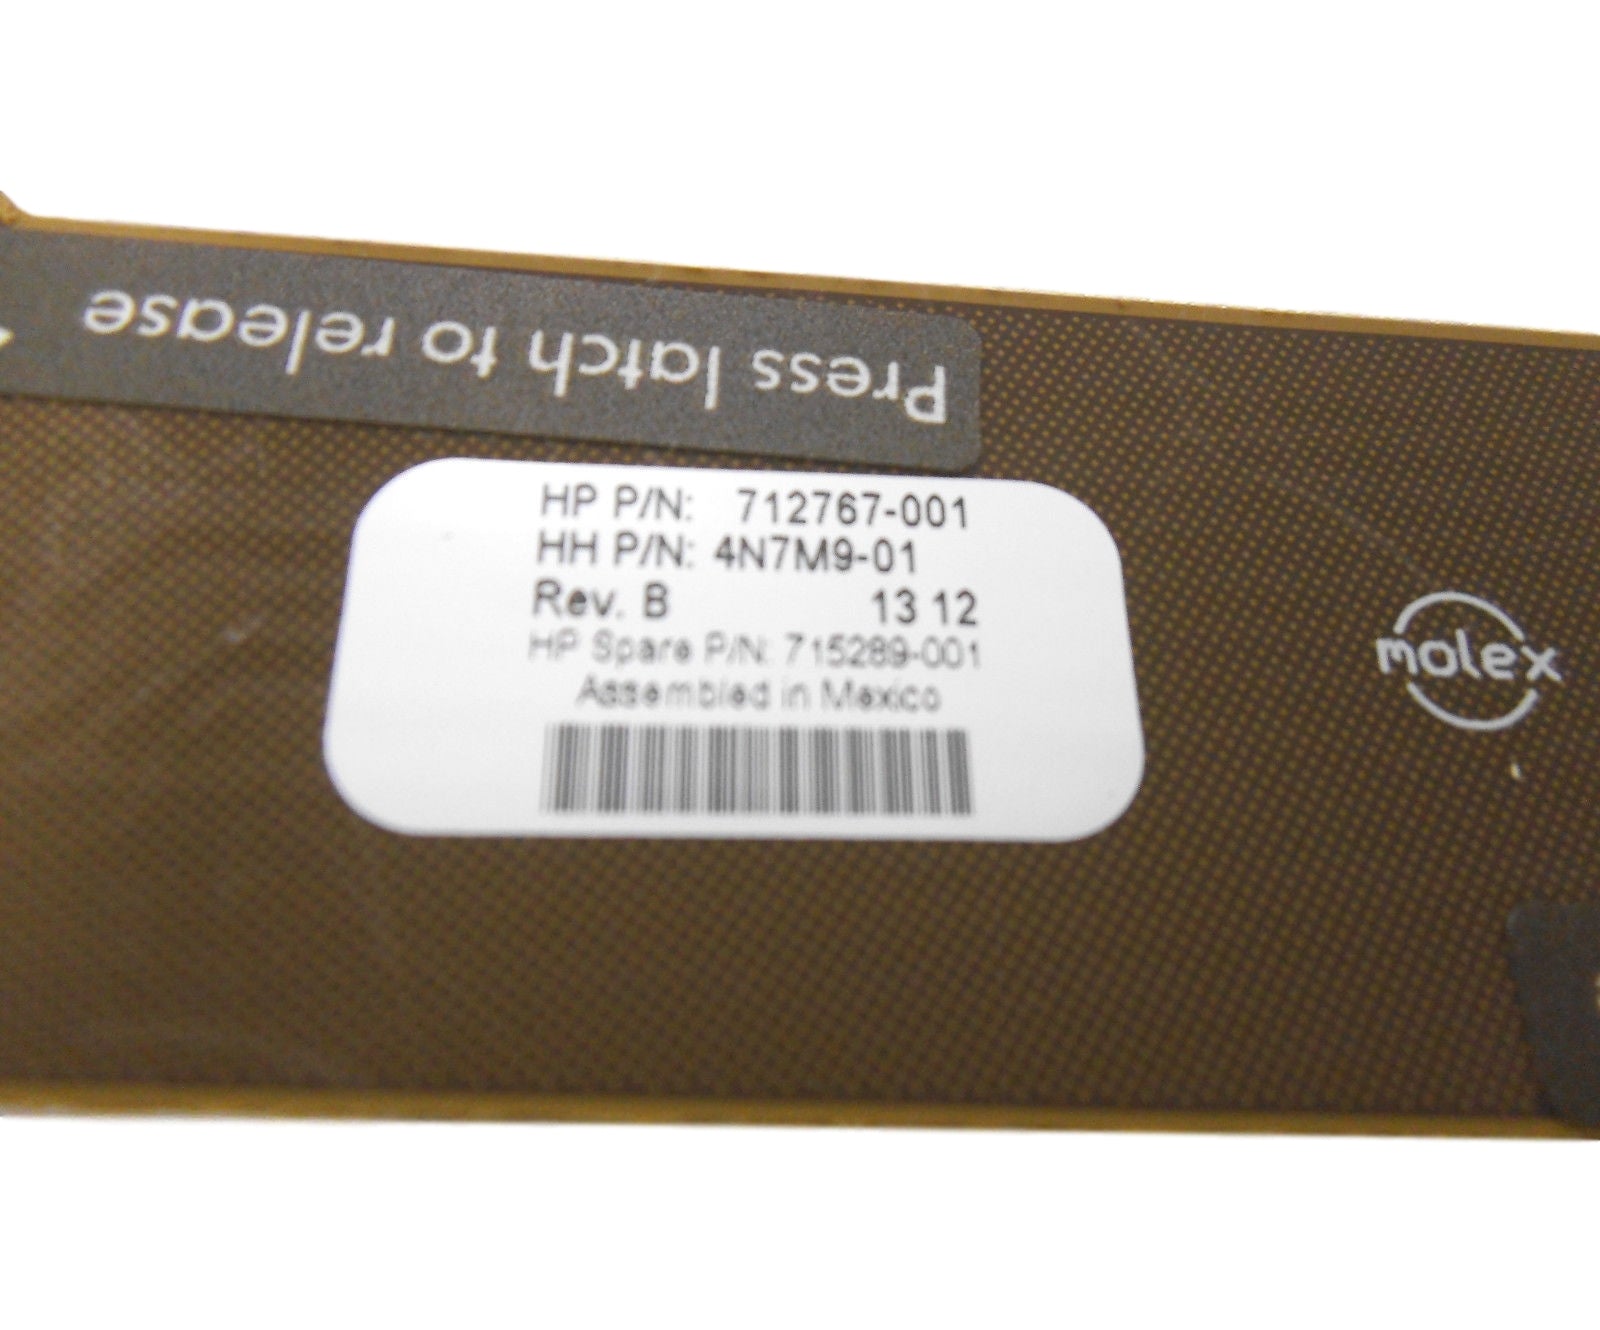 Press latch to release
HP P/N: 712767-001
HH P/N: 4N7M9-01
Rev. B 13 12
HP Spare P/N: 715289-001
Assembled in Mexico
molex